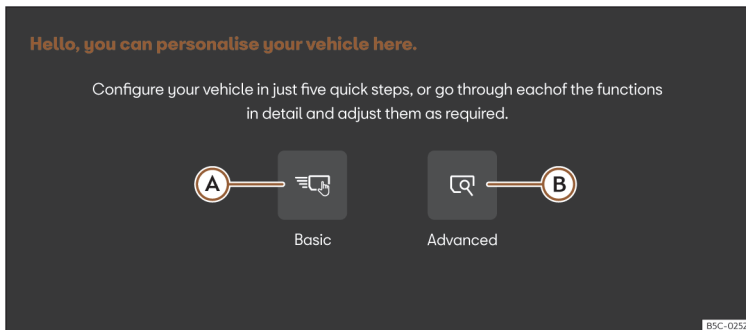 Hello, you can personalise your vehicle here.
Configure your vehicle in just five quick steps, or go through eachof the functions
in detail and adjust them as required.
A
B
Basic Advanced
B5C-0252